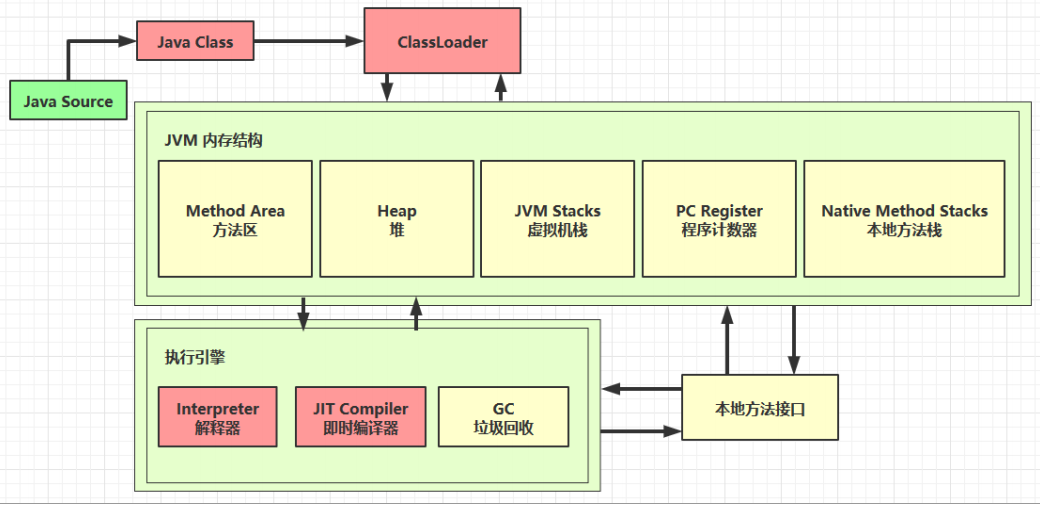 Java Class
ClassLoader
Java Source
JVM 内存结构
Method Area
方法区
Heap
堆
JVM Stacks
虚拟机栈
PC Register
程序计数器
Native Method Stacks
本地方法栈
执行引擎
Interpreter
解释器
JIT Compiler
即时编译器
GC
垃圾回收
本地方法接口